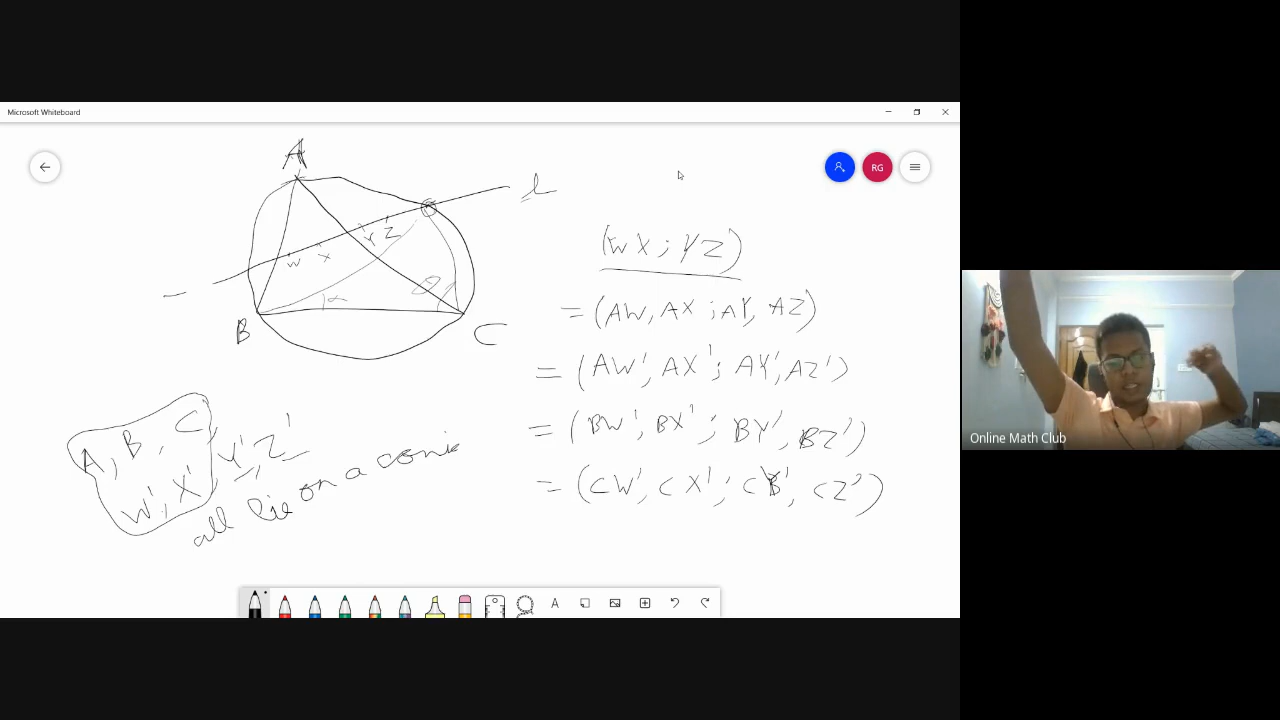 Microsoft Whiteboard
RG
A
l
W X Y Z
B
C
(WX; YZ)
= (AW, AX; AY, AZ)
= (AW', AX'; AY', AZ')
= (BW', BX'; BY', BZ')
= (CW', CX'; CY', CZ')
A, B, C
W', X', Y', Z'
all lie on a conic
Online Math Club
A